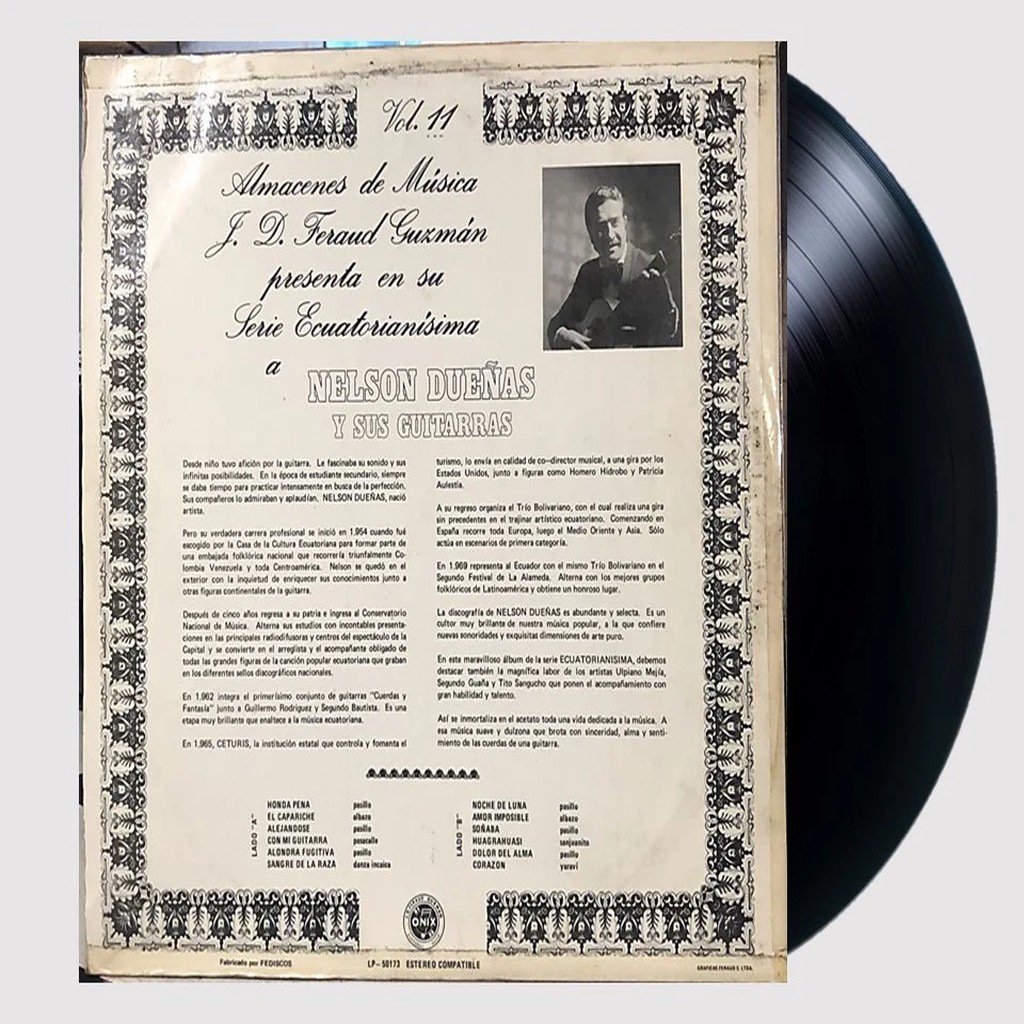 Vol. 11
Almacenes de Música
J. D. Feraud Guzmán
presenta en su
Serie Ecuatorianísima
a
NELSON DUEÑAS
Y SUS GUITARRAS
Desde niño tuvo afición por la guitarra. Le fascinaba su sonido y sus
infinitas posibilidades. En la época de estudiante secundario, siempre
se daba tiempo para practicar intensamente en busca de la perfección.
Sus compañeros lo admiraban y aplaudían. NELSON DUEÑAS, nació
artista.
Pero su verdadera carrera profesional se inició en 1.954 cuando fué
escogido por la Casa de la Cultura Ecuatoriana para formar parte de
una embajada folklórica nacional que recorrería triunfalmente Co-
lombia Venezuela y toda Centroamérica. Nelson se quedó en el
exterior con la inquietud de enriquecer sus conocimientos junto a
otras figuras continentales de la guitarra.
Después de cinco años regresa a su patria e ingresa al Conservatorio
Nacional de Música. Alterna sus estudios con incontables presenta-
ciones en las principales radiodifusoras y centros del espectáculo de la
Capital y se convierte en el arreglista y el acompañante obligado de
todas las grandes figuras de la canción popular ecuatoriana que graban
en los diferentes sellos discográficos nacionales.
En 1,962 integra el primerísimo conjunto de guitarras "Cuerdas y
Fantasía" junto a Guillermo Rodríguez y Segundo Bautista. Es una
etapa muy brillante que enaltece a la música ecuatoriana.
En 1,965, CETURIS, la institución estatal que controla y fomenta el
turismo, lo envía en calidad de co-director musical, a una gira por los
Estados Unidos, junto a figuras como Homero Hidrobo y Patricia
Aulestia.
A su regreso organiza el Trío Bolivariano, con el cual realiza una gira
sin precedentes en el trajinar artístico ecuatoriano. Comenzando en
España recorre toda Europa, luego el Medio Oriente y Asia. Sólo
actúa en escenarios de primera categoría.
En 1.969 representa al Ecuador con el mismo Trío Bolivariano en el
Segundo Festival de La Alameda. Alterna con los mejores grupos
folklóricos de Latinoamérica y obtiene un honroso lugar.
La discografía de NELSON DUEÑAS es abundante y selecta. Es un
cultor muy brillante de nuestra música popular, a la que confiere
nuevas sonoridades y exquisitas dimensiones de arte puro.
En este maravilloso álbum de la serie ECUATORIANISIMA, debemos
destacar también la magnífica labor de los artistas Ulpiano Mejía,
Segundo Guaña y Tito Sangucho que ponen el acompañamiento con
gran habilidad y talento.
Así se inmortaliza en el acetato toda una vida dedicada a la música. A
esa música suave y dulzona que brota con sinceridad, alma y senti-
miento de las cuerdas de una guitarra.
LADO "A"
HONDA PENA pasillo
EL CAPARICHE albazo
ALEJANDOSE pasillo
CON MI GUITARRA pasacalle
ALONDRA FUGITIVA pasillo
SANGRE DE LA RAZA danza incaica
LADO "B"
NOCHE DE LUNA pasillo
AMOR IMPOSIBLE albazo
SOÑABA pasillo
HUAGRAHUASI sanjuanito
DOLOR DEL ALMA pasillo
CORAZON yaraví
ONIX
Fabricado por FEDISCOS
LP-50173 ESTEREO COMPATIBLE
GRAFICAS FERAUD C. LTDA.